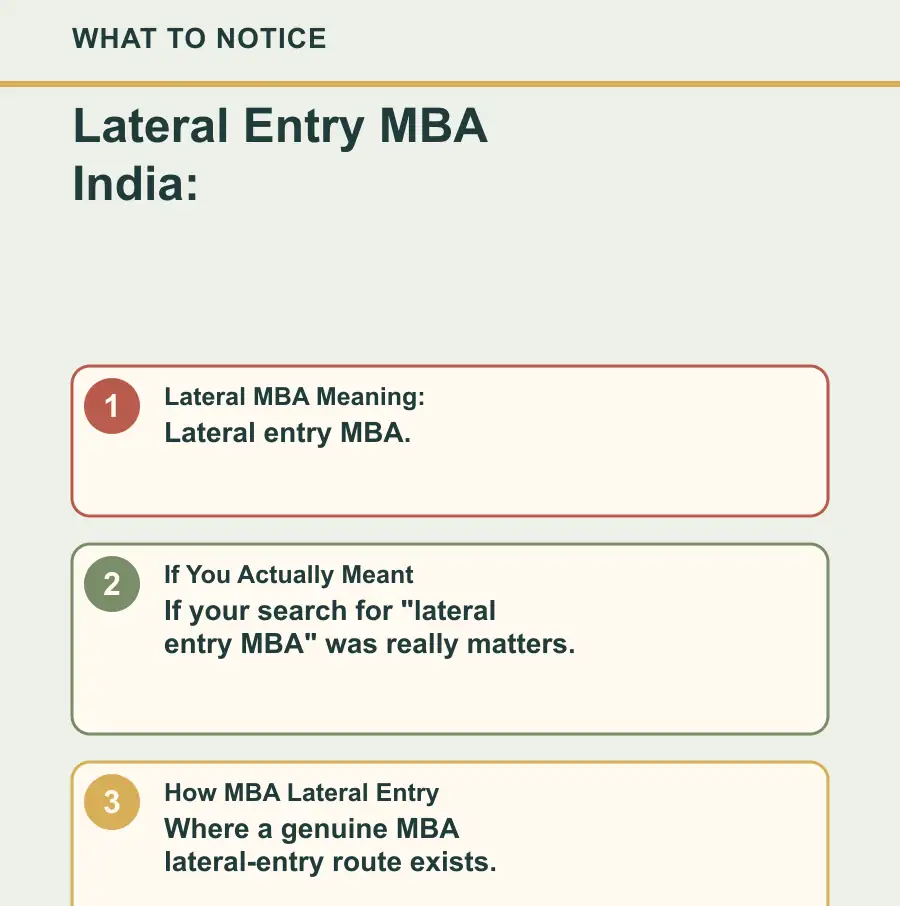 WHAT TO NOTICE
Lateral Entry MBA
India:
1
Lateral MBA Meaning:
Lateral entry MBA.
2
If You Actually Meant
If your search for "lateral
entry MBA" was really matters.
3
How MBA Lateral Entry
Where a genuine MBA
lateral-entry route exists.